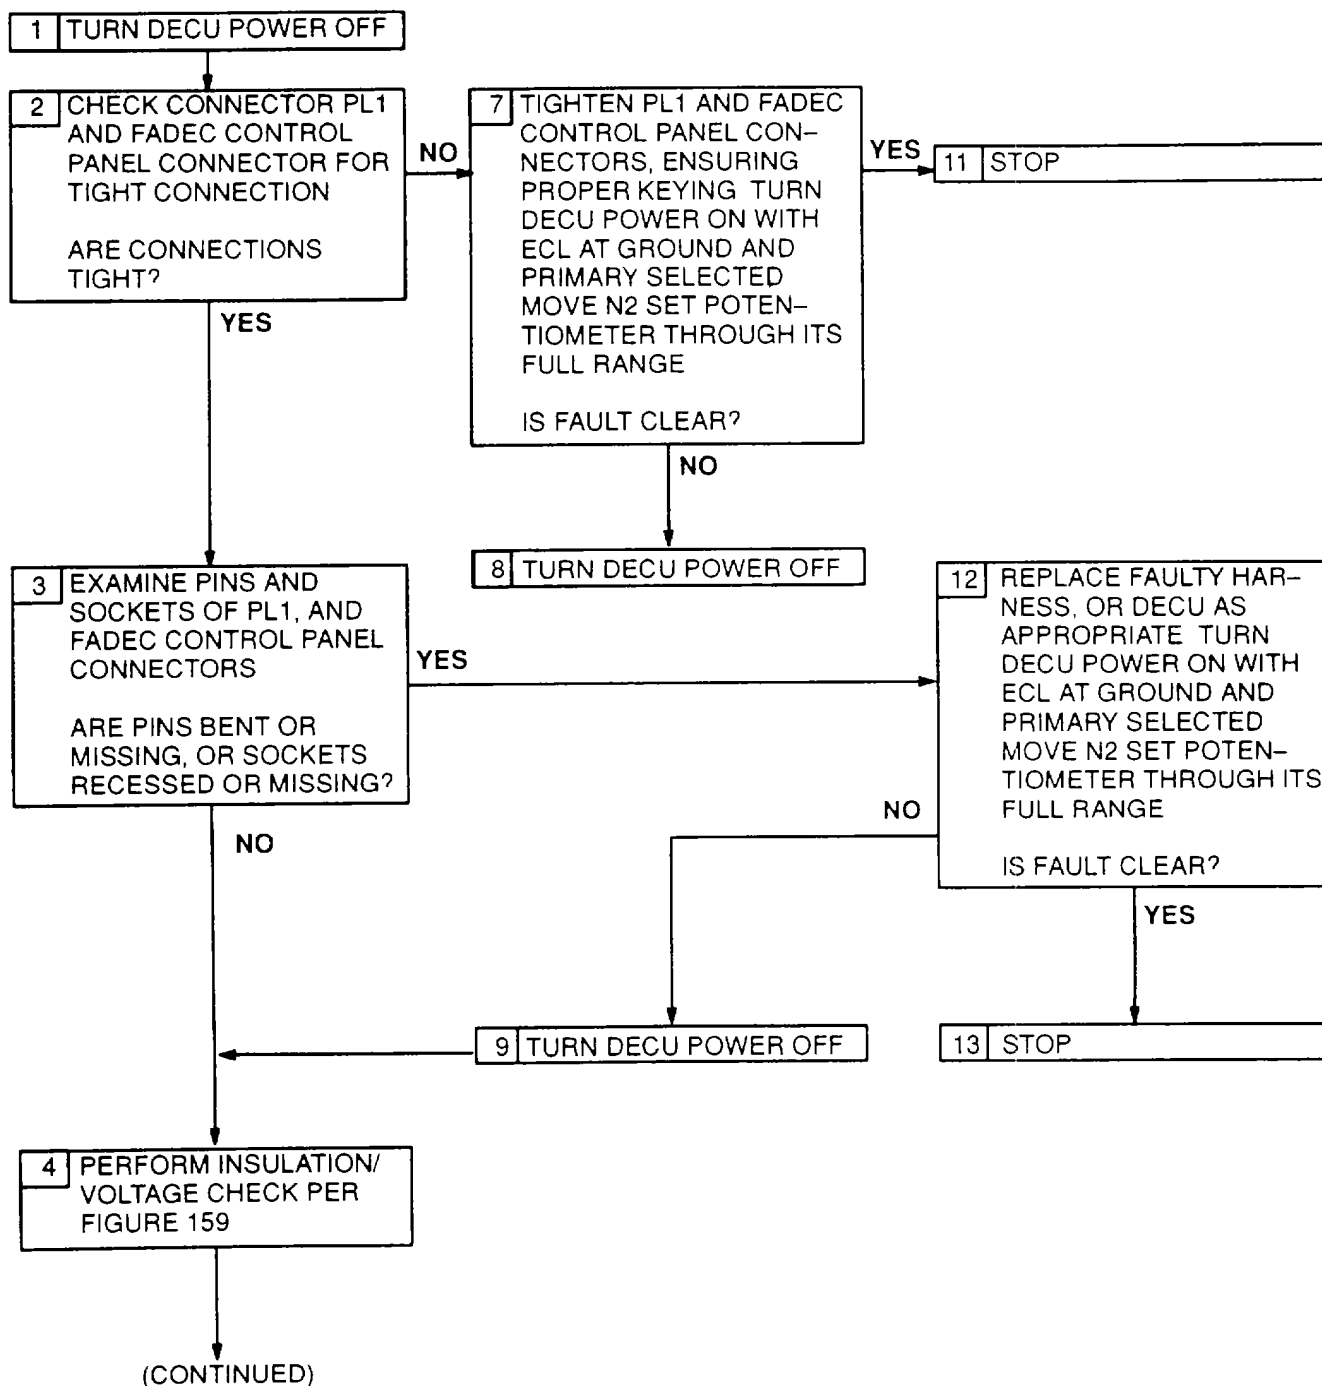 1 TURN DECU POWER OFF
2 CHECK CONNECTOR PL1
AND FADEC CONTROL
PANEL CONNECTOR FOR
TIGHT CONNECTION
ARE CONNECTIONS
TIGHT?
NO
YES
7 TIGHTEN PL1 AND FADEC
CONTROL PANEL CON–
NECTORS, ENSURING
PROPER KEYING TURN
DECU POWER ON WITH
ECL AT GROUND AND
PRIMARY SELECTED
MOVE N2 SET POTEN–
TIOMETER THROUGH ITS
FULL RANGE
IS FAULT CLEAR?
YES
NO
11 STOP
8 TURN DECU POWER OFF
3 EXAMINE PINS AND
SOCKETS OF PL1, AND
FADEC CONTROL PANEL
CONNECTORS
ARE PINS BENT OR
MISSING, OR SOCKETS
RECESSED OR MISSING?
YES
NO
12 REPLACE FAULTY HAR–
NESS, OR DECU AS
APPROPRIATE TURN
DECU POWER ON WITH
ECL AT GROUND AND
PRIMARY SELECTED
MOVE N2 SET POTEN–
TIOMETER THROUGH ITS
FULL RANGE
IS FAULT CLEAR?
NO
YES
9 TURN DECU POWER OFF
13 STOP
4 PERFORM INSULATION/
VOLTAGE CHECK PER
FIGURE 159
(CONTINUED)